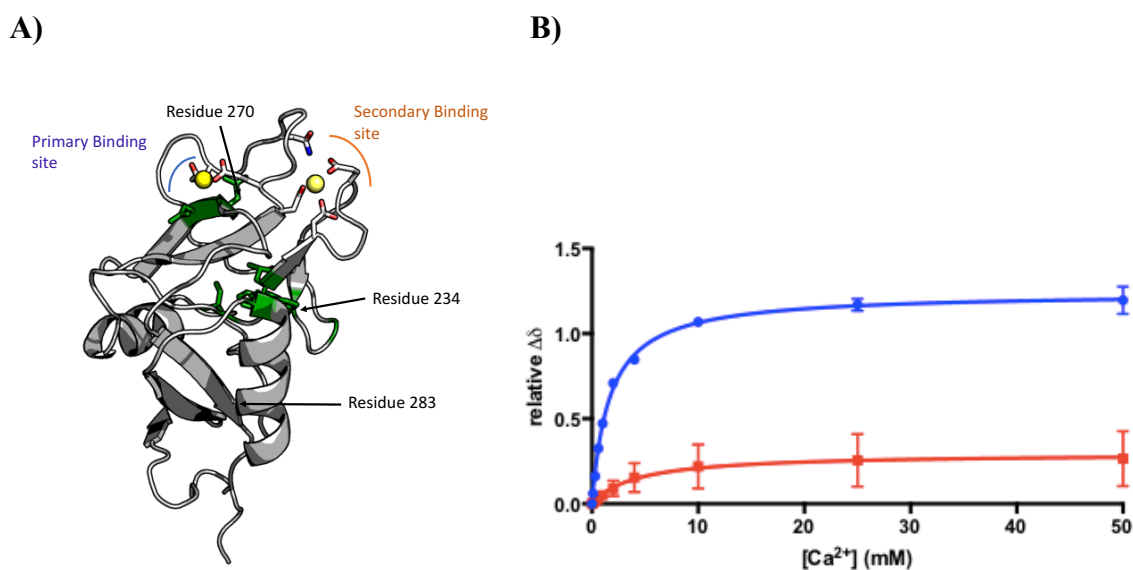 A)
B)
Residue 270
Primary Binding
site
Secondary Binding
site
Residue 234
Residue 283
1.5
1.0
0.5
0.0
relative Δδ
0
10
20
30
40
50
[Ca²⁺] (mM)